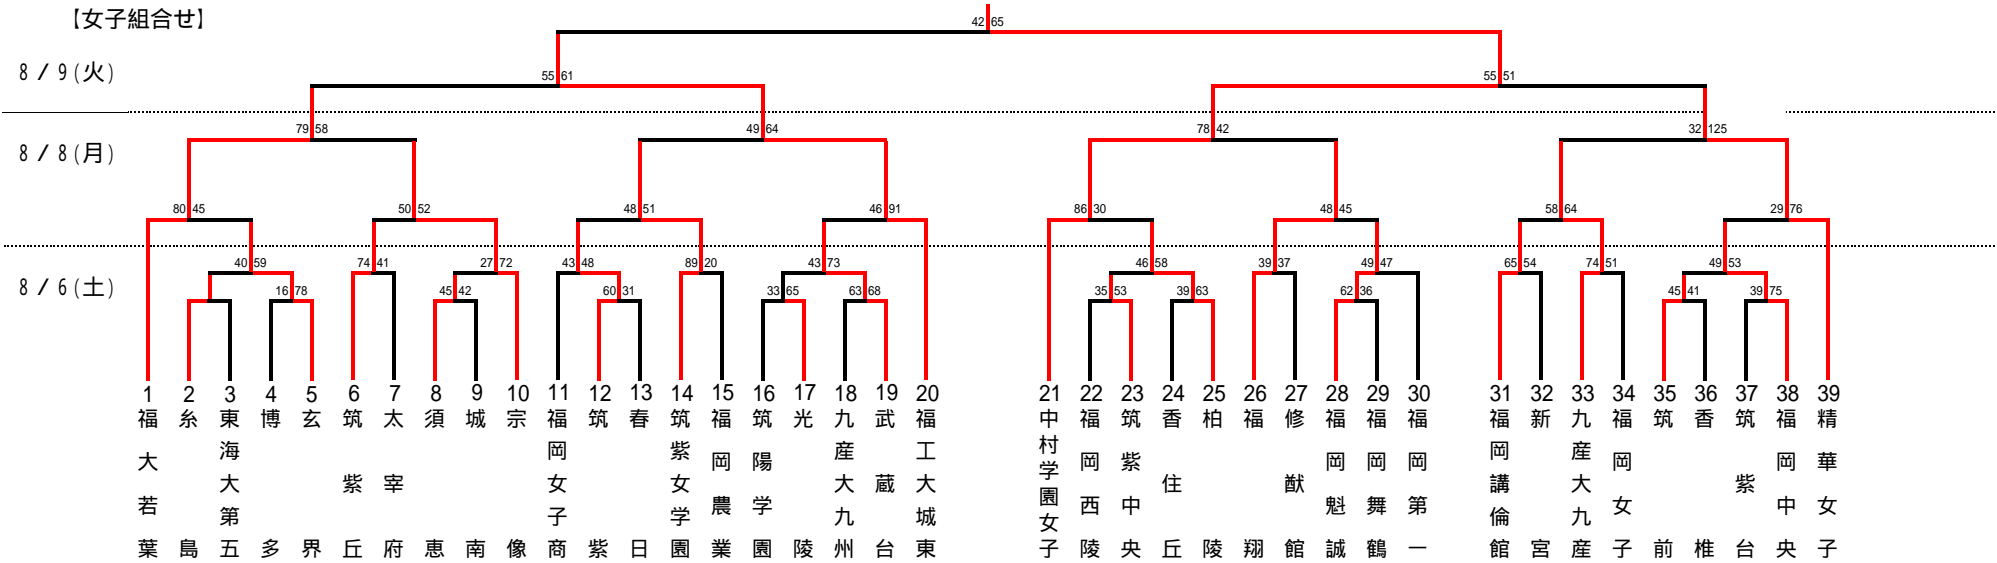 【女子組合せ】
42 65
8/9(火)
55 61
55 51
79 58
49 64
78 42
32 125
8/8(月)
80 45
50 52
48 51
46 91
86 30
48 45
58 64
29 76
40 59
74 41
27 72
43 48
89 20
43 73
46 58
39 37
49 47
65 54
74 51
49 53
8/6(土)
16 78
45 42
60 31
33 65
63 68
35 53
39 63
62 36
45 41
39 75
1 福大若葉
2 糸島
3 東海大第五
4 博多
5 玄界
6 筑紫丘
7 太宰府
8 須恵
9 城南
10 宗像
11 福岡女子商
12 筑紫
13 春日
14 筑紫女学園
15 福岡農業
16 筑陽学園
17 光陵
18 九産大九州
19 武蔵台
20 福工大城東
21 中村学園女子
22 福岡西陵
23 筑紫中央
24 香住丘
25 柏陵
26 福翔
27 修猷館
28 福岡魁誠
29 福岡舞鶴
30 福岡第一
31 福岡講倫館
32 新宮
33 九産大九産
34 福岡女子
35 筑前
36 香椎
37 筑紫台
38 福岡中央
39 精華女子